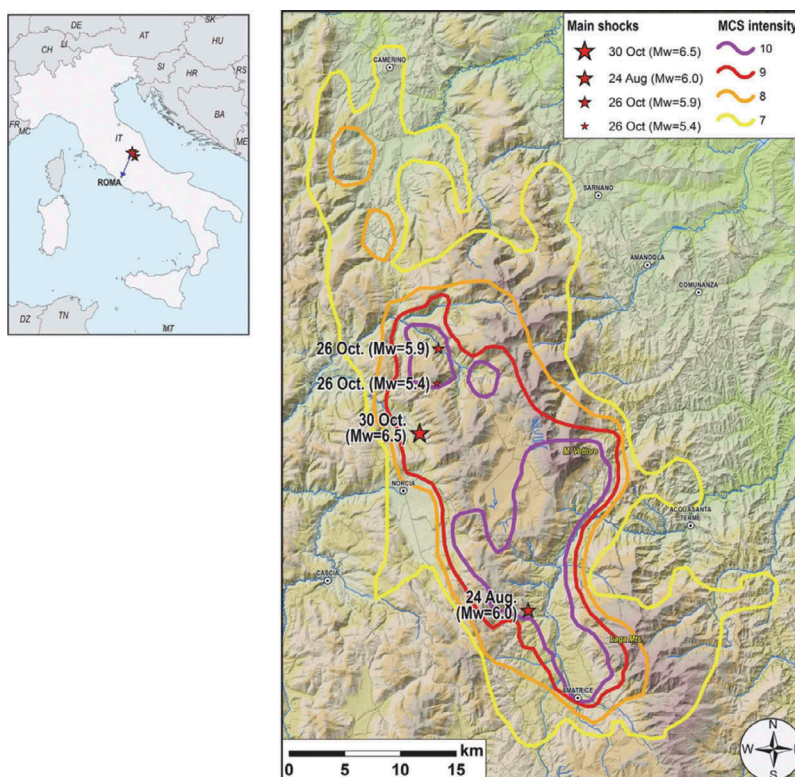 DE
SK
CH
LI
AT
HU
SI
HR
RS
FR
MC
BA
IT
ME
ROMA
DZ
TN
MT
Main shocks
MCS intensity
30 Oct (Mw=6.5)
10
24 Aug (Mw=6.0)
9
26 Oct (Mw=5.9)
8
26 Oct (Mw=5.4)
7
CAMERINO
SARNANO
AMANDOLA
COMUNANZA
26 Oct. (Mw=5.9)
26 Oct. (Mw=5.4)
30 Oct.
(Mw=6.5)
M. Vettore
NORCIA
ACQUASANTA
TERME
CASCIA
24 Aug.
(Mw=6.0)
Laga Mts.
AMATRICE
km
0 5 10 15
N
W E
S